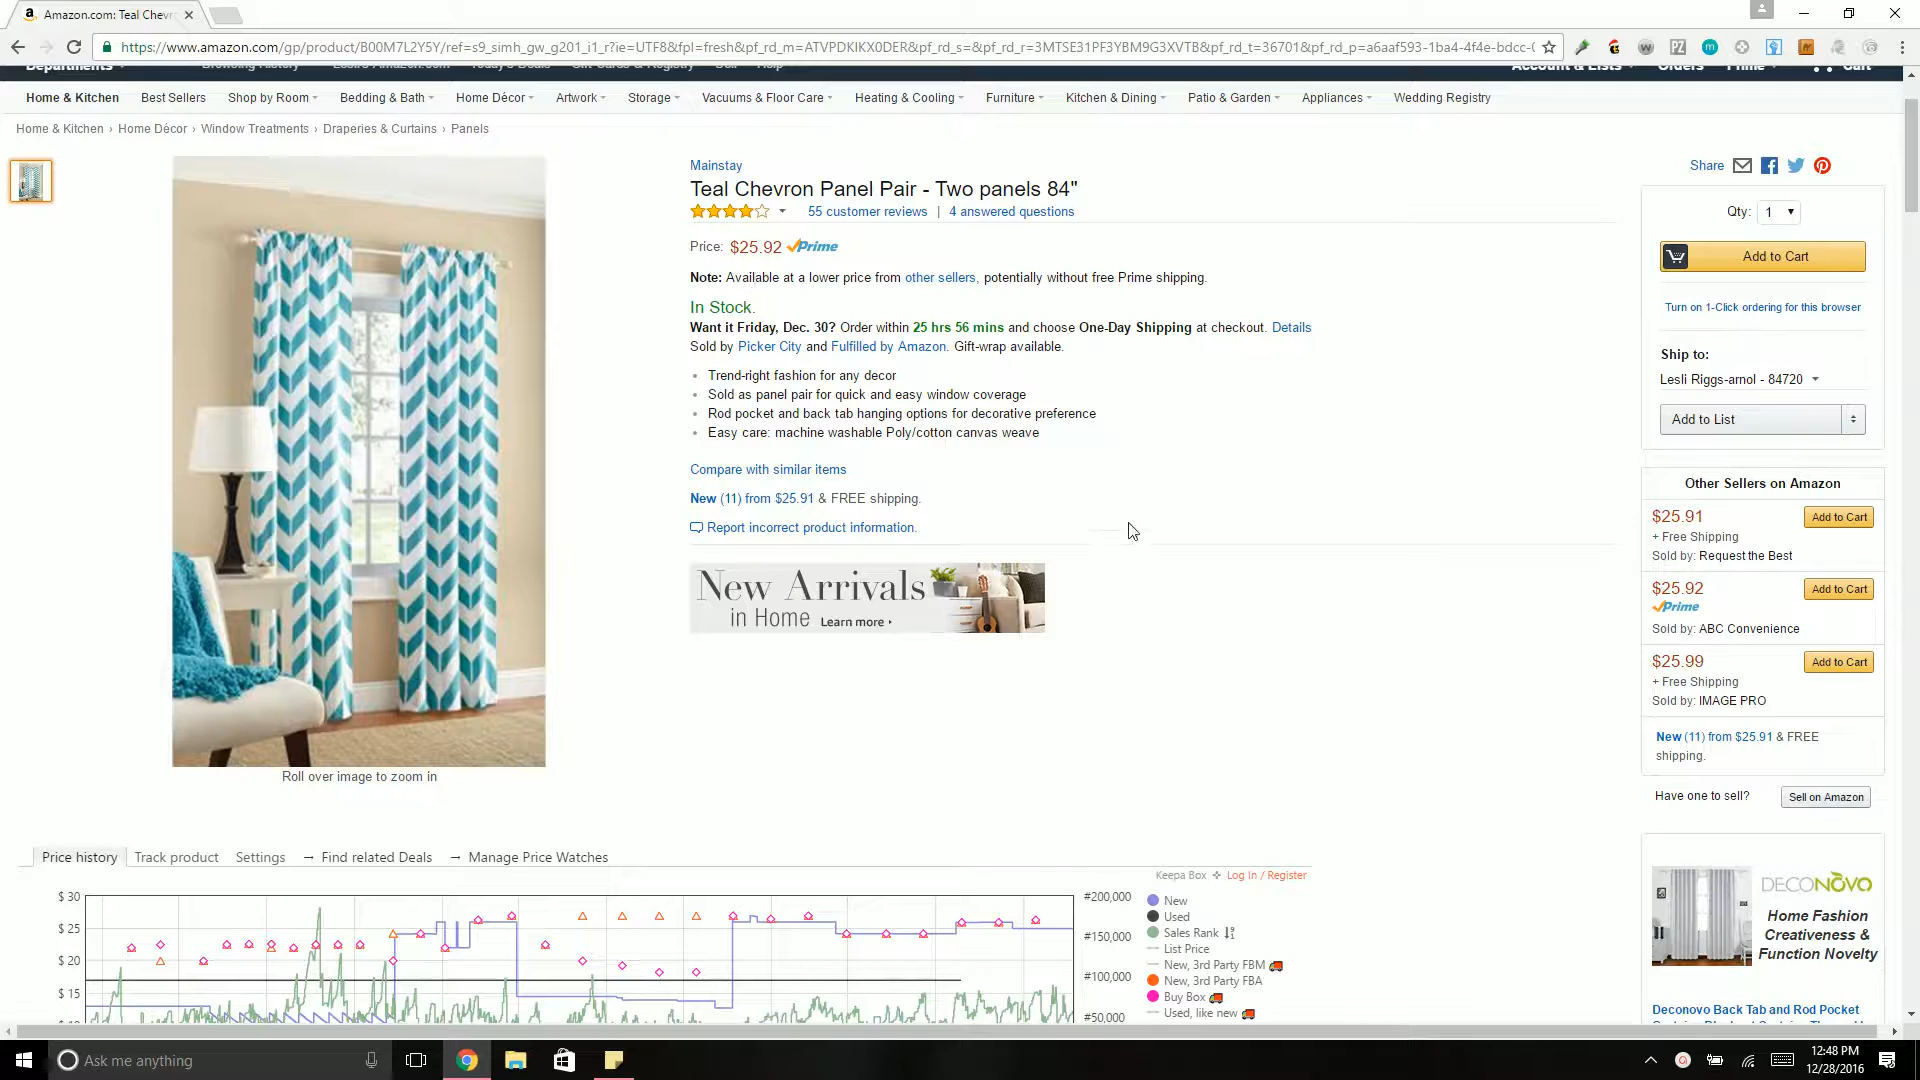 Amazon.com: Teal Chevr
https://www.amazon.com/gp/product/B00M7L2Y5Y/ref=s9_simh_gw_g201_i1_r?ie=UTF8&fpl=fresh&pf_rd_m=ATVPDKIKX0DER&pf_rd_s=&pf_rd_r=3MTSE31PF3YBM9G3XVTB&pf_rd_t=36701&pf_rd_p=a6aaf593-1ba4-4f4e-bdcc-
Departments Browsing History Today's Deals Gift Cards & Registry Sell Help Account & Lists Orders Prime Cart
Home & Kitchen Best Sellers Shop by Room Bedding & Bath Home Décor Artwork Storage Vacuums & Floor Care Heating & Cooling Furniture Kitchen & Dining Patio & Garden Appliances Wedding Registry
Home & Kitchen › Home Décor › Window Treatments › Draperies & Curtains › Panels
Mainstay
Teal Chevron Panel Pair - Two panels 84"
55 customer reviews | 4 answered questions
Price: $25.92 Prime
Note: Available at a lower price from other sellers, potentially without free Prime shipping.
In Stock.
Want it Friday, Dec. 30? Order within 25 hrs 56 mins and choose One-Day Shipping at checkout. Details
Sold by Picker City and Fulfilled by Amazon. Gift-wrap available.
• Trend-right fashion for any decor
• Sold as panel pair for quick and easy window coverage
• Rod pocket and back tab hanging options for decorative preference
• Easy care: machine washable Poly/cotton canvas weave
Compare with similar items
New (11) from $25.91 & FREE shipping.
Report incorrect product information.
New Arrivals
in Home Learn more ›
Roll over image to zoom in
Share
Qty: 1
Add to Cart
Turn on 1-Click ordering for this browser
Ship to:
Lesli Riggs-arnol - 84720
Add to List
Other Sellers on Amazon
$25.91 Add to Cart
+ Free Shipping
Sold by: Request the Best
$25.92 Add to Cart
Prime
Sold by: ABC Convenience
$25.99 Add to Cart
+ Free Shipping
Sold by: IMAGE PRO
New (11) from $25.91 & FREE
shipping.
Have one to sell? Sell on Amazon
DECONOVO
Home Fashion
Creativeness &
Function Novelty
Deconovo Back Tab and Rod Pocket
Price history Track product Settings → Find related Deals → Manage Price Watches
Keepa Box Log In / Register
$ 30
$ 25
$ 20
$ 15
#200,000
#150,000
#100,000
#50,000
New
Used
Sales Rank
List Price
New, 3rd Party FBM
New, 3rd Party FBA
Buy Box
Used, like new
Ask me anything
12:48 PM
12/28/2016